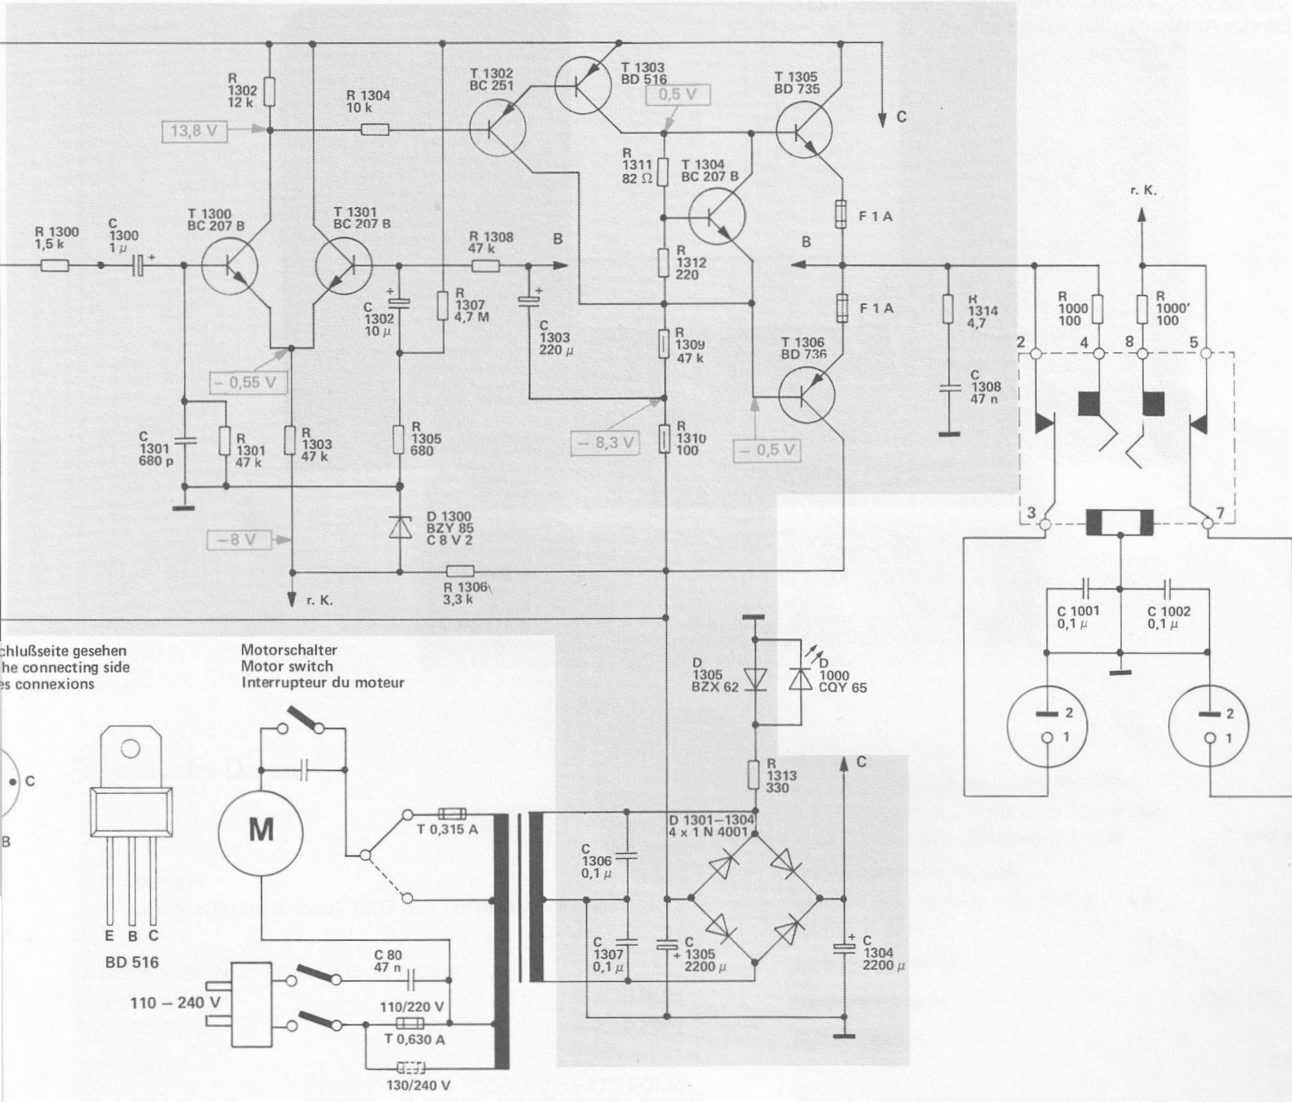 R
1302
12 k
R 1304
10 k
T 1302
BC 251
T 1303
BD 516
T 1305
BD 735
13,8 V
0,5 V
C
R
1311
82 Ω
T 1304
BC 207 B
F 1 A
r. K.
R 1300
1,5 k
C
1300
1 µ
+
T 1300
BC 207 B
T 1301
BC 207 B
R 1308
47 k
B
R
1312
220
B
+
C
1302
10 µ
R
1307
4,7 M
+
C
1303
220 µ
R
1309
47 k
F 1 A
T 1306
BD 736
R
1314
4,7
R
1000
100
R
1000'
100
2
4
8
5
– 0,55 V
C
1308
47 n
C
1301
680 p
R
1301
47 k
R
1303
47 k
R
1305
680
– 8,3 V
R
1310
100
– 0,5 V
D 1300
BZY 85
C 8 V 2
– 8 V
3
7
R 1306
3,3 k
r. K.
C 1001
0,1 µ
C 1002
0,1 µ
chlußseite gesehen
he connecting side
es connexions
Motorschalter
Motor switch
Interrupteur du moteur
D
1305
BZX 62
D
1000
CQY 65
2
1
2
1
C
B
R
1313
330
C
M
T 0,315 A
D 1301–1304
4 x 1 N 4001
C
1306
0,1 µ
E B C
BD 516
C 80
47 n
C
1307
0,1 µ
C
1305
2200 µ
+
+
C
1304
2200 µ
110 – 240 V
110/220 V
T 0,630 A
130/240 V